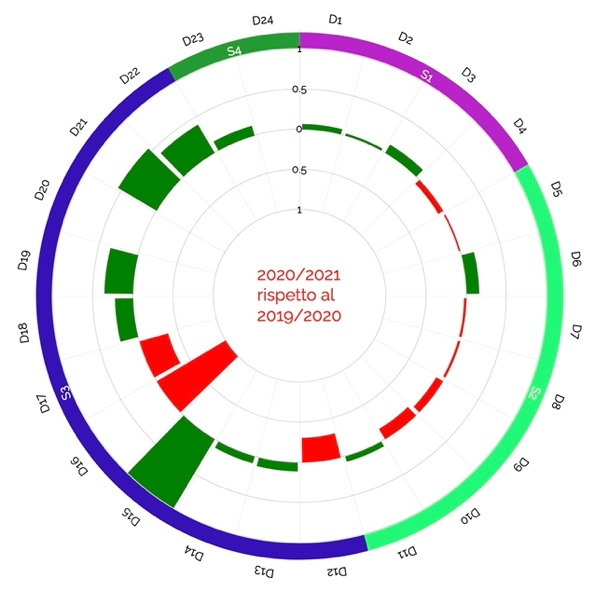 D1
D2
D3
D4
D5
D6
D7
D8
D9
D10
D11
D12
D13
D14
D15
D16
D17
D18
D19
D20
D21
D22
D23
D24
S1
S2
S3
S4
1
0.5
0
0.5
1
2020/2021
rispetto al
2019/2020